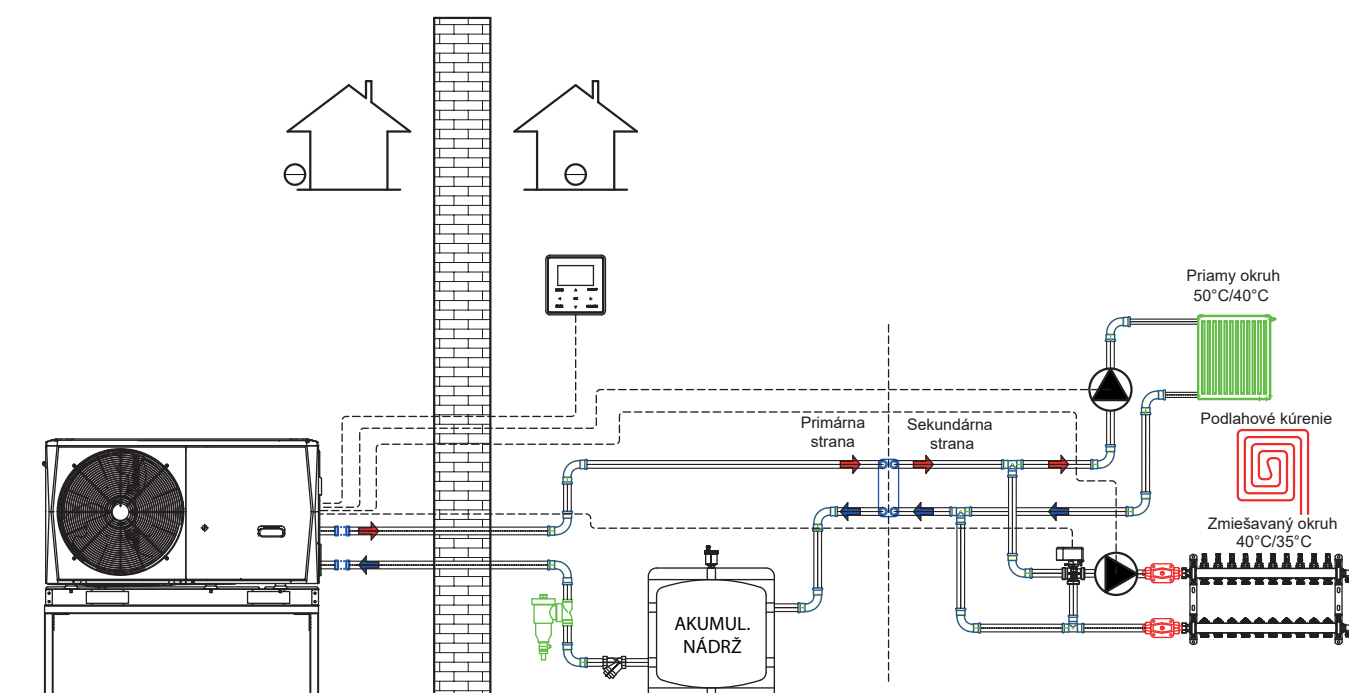 Priamy okruh
50°C/40°C
Primárna
strana
Sekundárna
strana
Podlahové kúrenie
Zmiešavaný okruh
40°C/35°C
AKUMUL.
NÁDRŽ